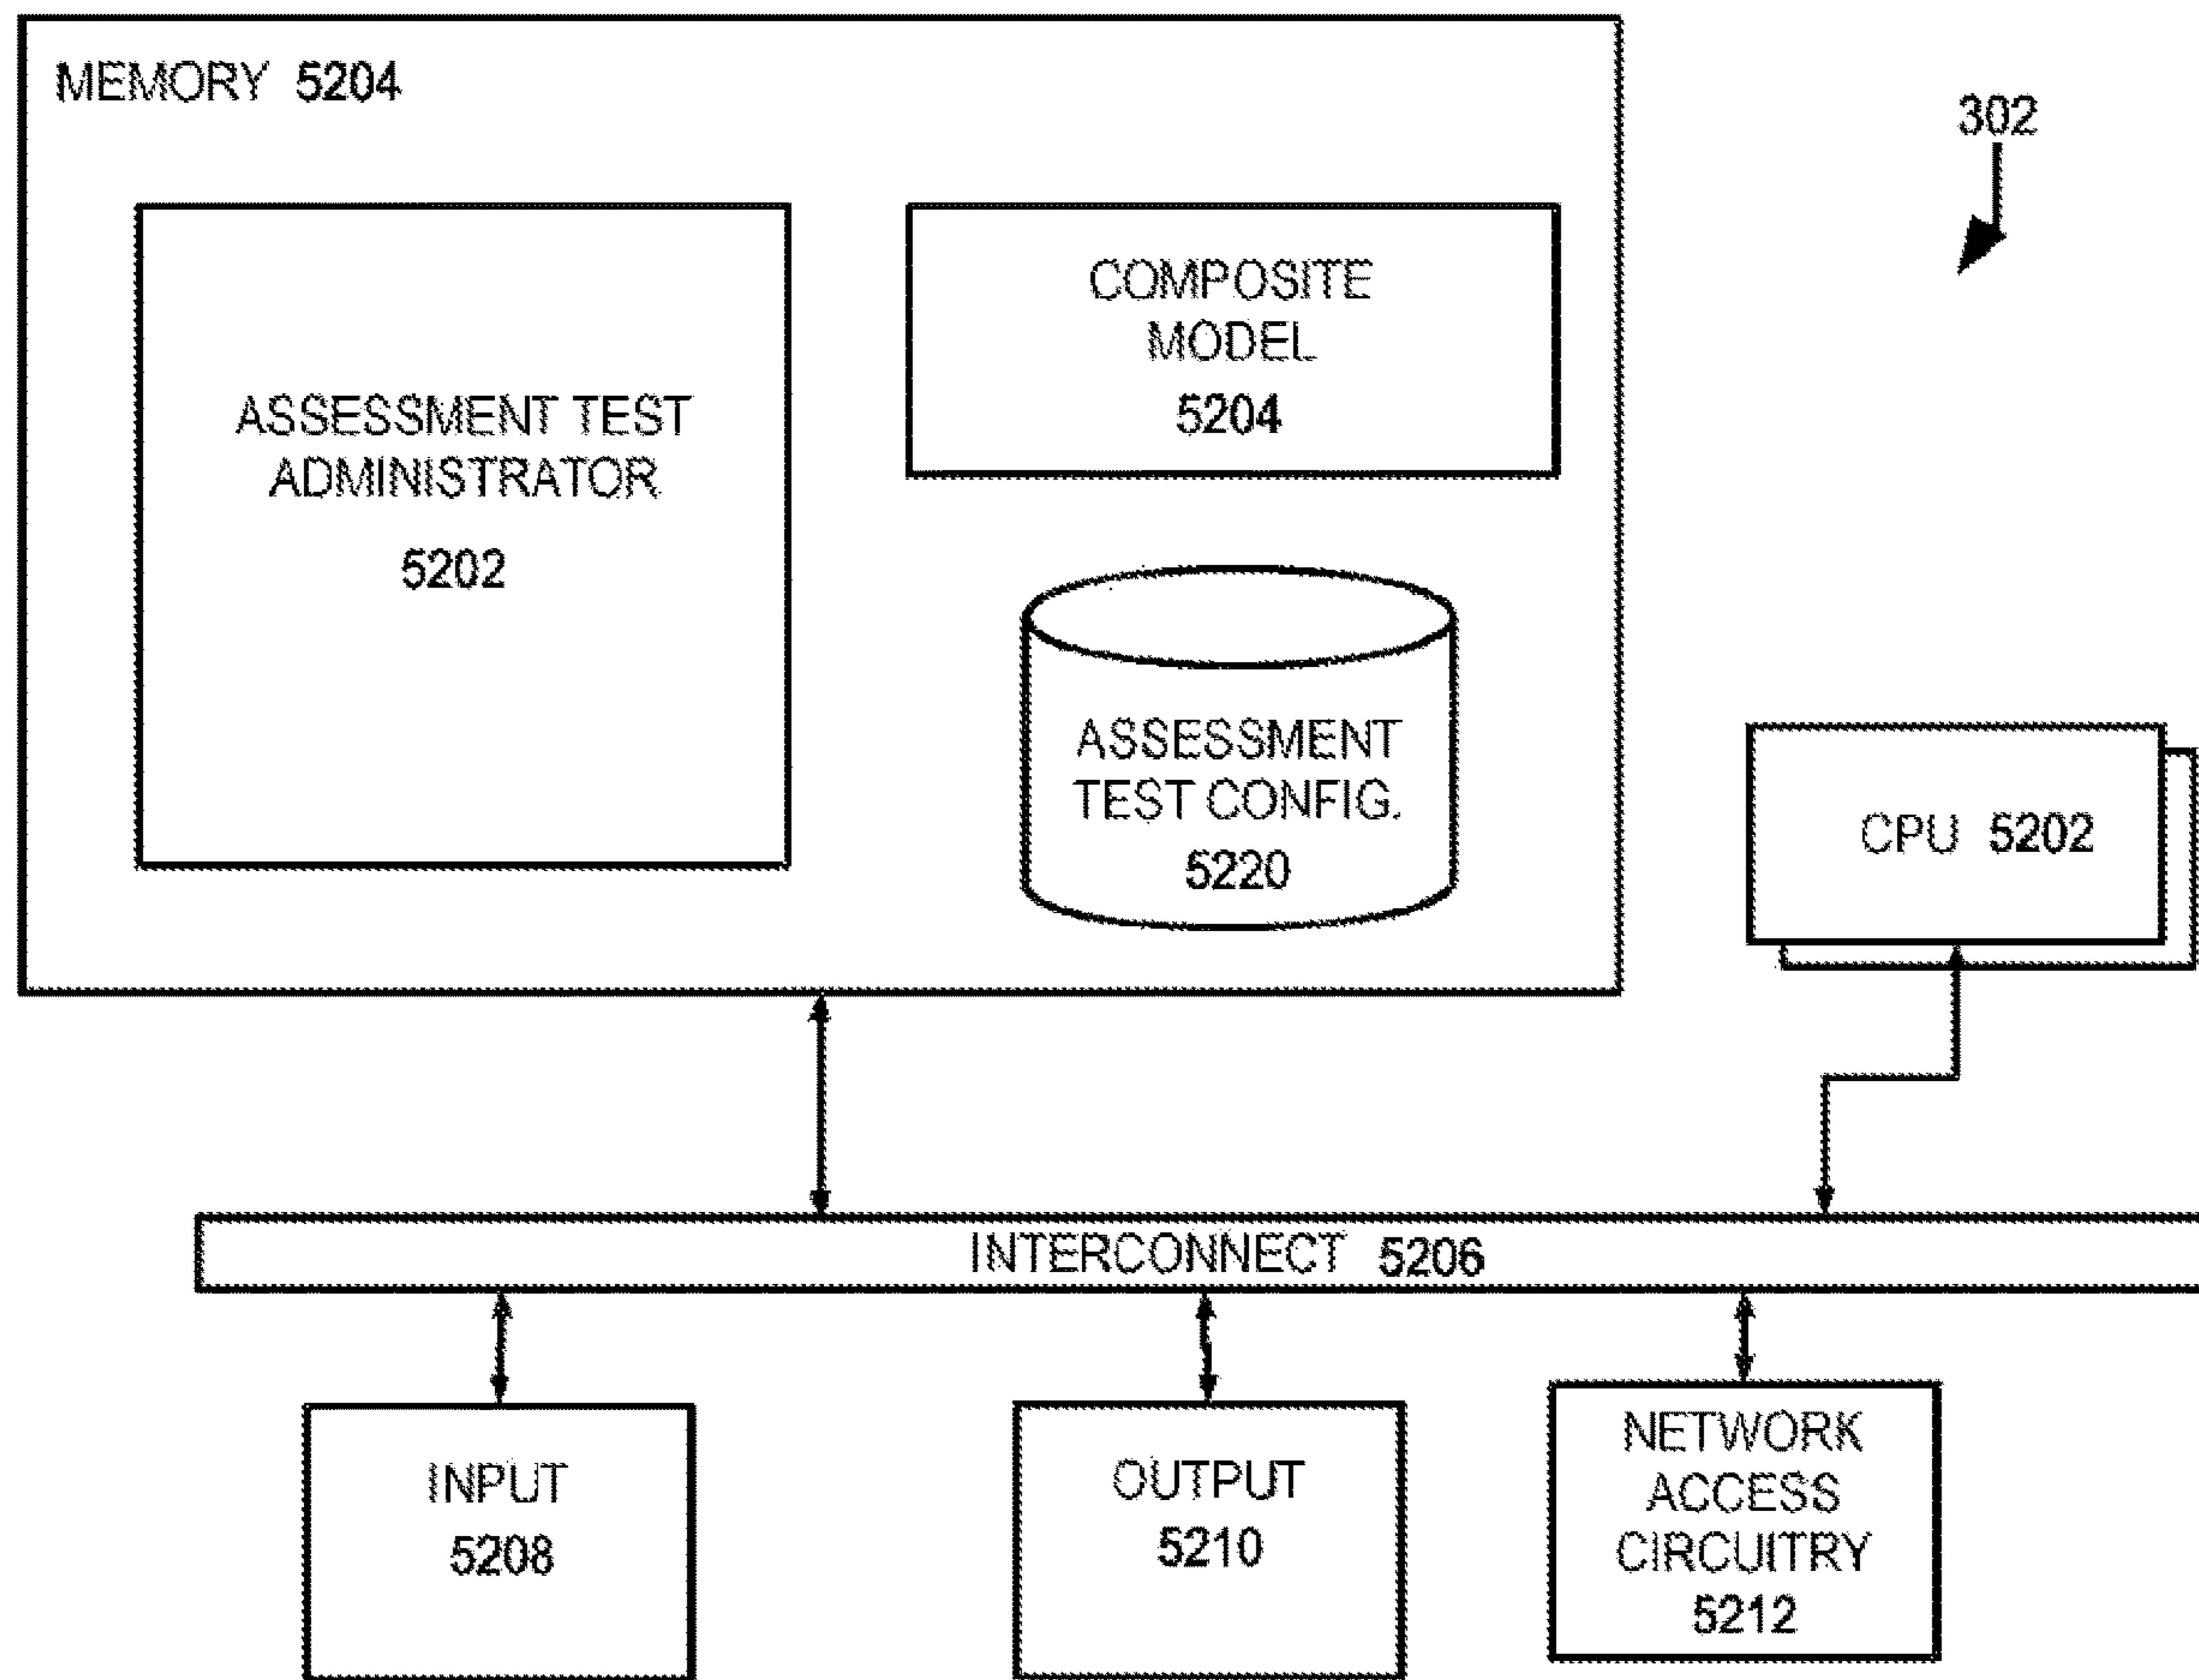 MEMORY 5204
302
ASSESSMENT TEST
ADMINISTRATOR
5202
COMPOSITE
MODEL
5204
ASSESSMENT
TEST CONFIG.
5220
CPU 5202
INTERCONNECT 5206
INPUT
5208
OUTPUT
5210
NETWORK
ACCESS
CIRCUITRY
5212